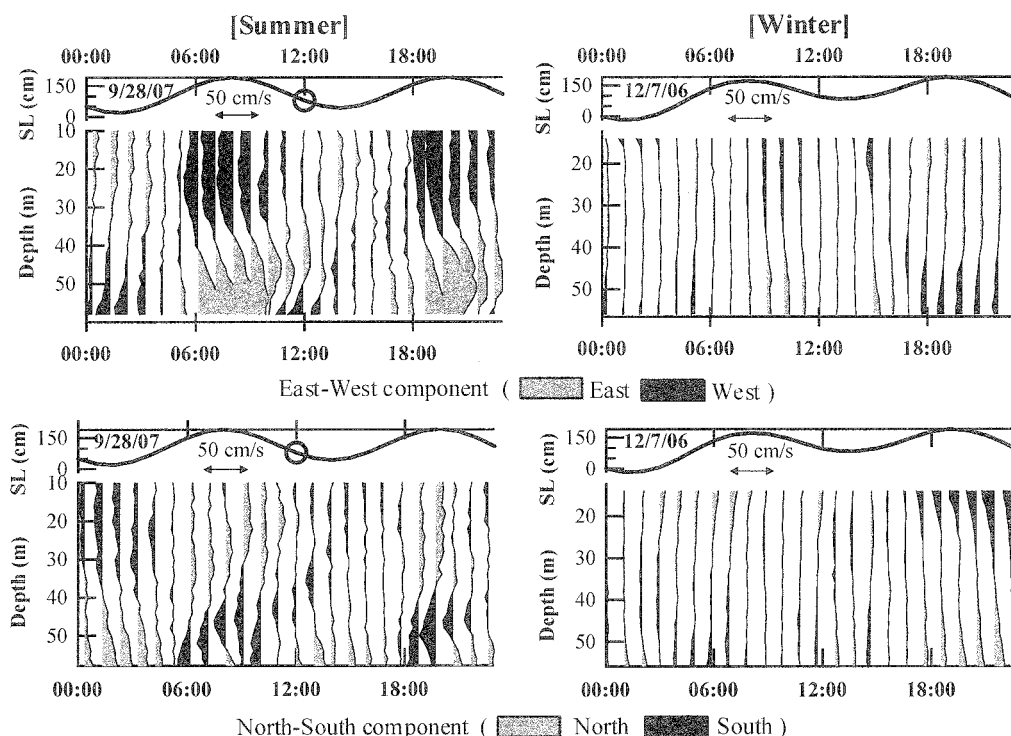 [Summer]
00:00 06:00 12:00 18:00
SL (cm)
150
0
9/28/07
50 cm/s
Depth (m)
10
20
30
40
50
00:00 06:00 12:00 18:00
[Winter]
00:00 06:00 12:00 18:00
SL (cm)
150
0
12/7/06
50 cm/s
Depth (m)
20
30
40
50
00:00 06:00 12:00 18:00
East-West component ( East West )
SL (cm)
150
0
9/28/07
50 cm/s
Depth (m)
10
20
30
40
50
00:00 06:00 12:00 18:00
SL (cm)
150
0
12/7/06
50 cm/s
Depth (m)
20
30
40
50
00:00 06:00 12:00 18:00
North-South component ( North South )